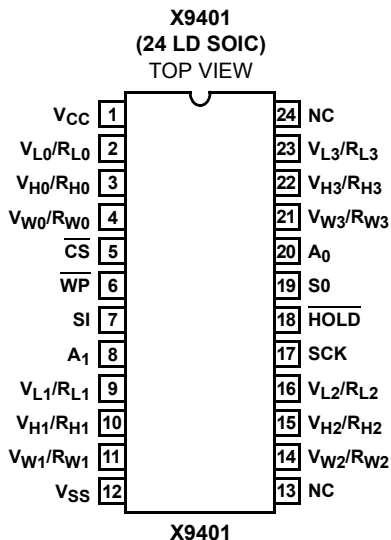 X9401
(24 LD SOIC)
TOP VIEW
VCC 1 24 NC
VL0/RL0 2 23 VL3/RL3
VH0/RH0 3 22 VH3/RH3
VW0/RW0 4 21 VW3/RW3
CS 5 20 A0
WP 6 19 S0
SI 7 18 HOLD
A1 8 17 SCK
VL1/RL1 9 16 VL2/RL2
VH1/RH1 10 15 VH2/RH2
VW1/RW1 11 14 VW2/RW2
VSS 12 13 NC
X9401